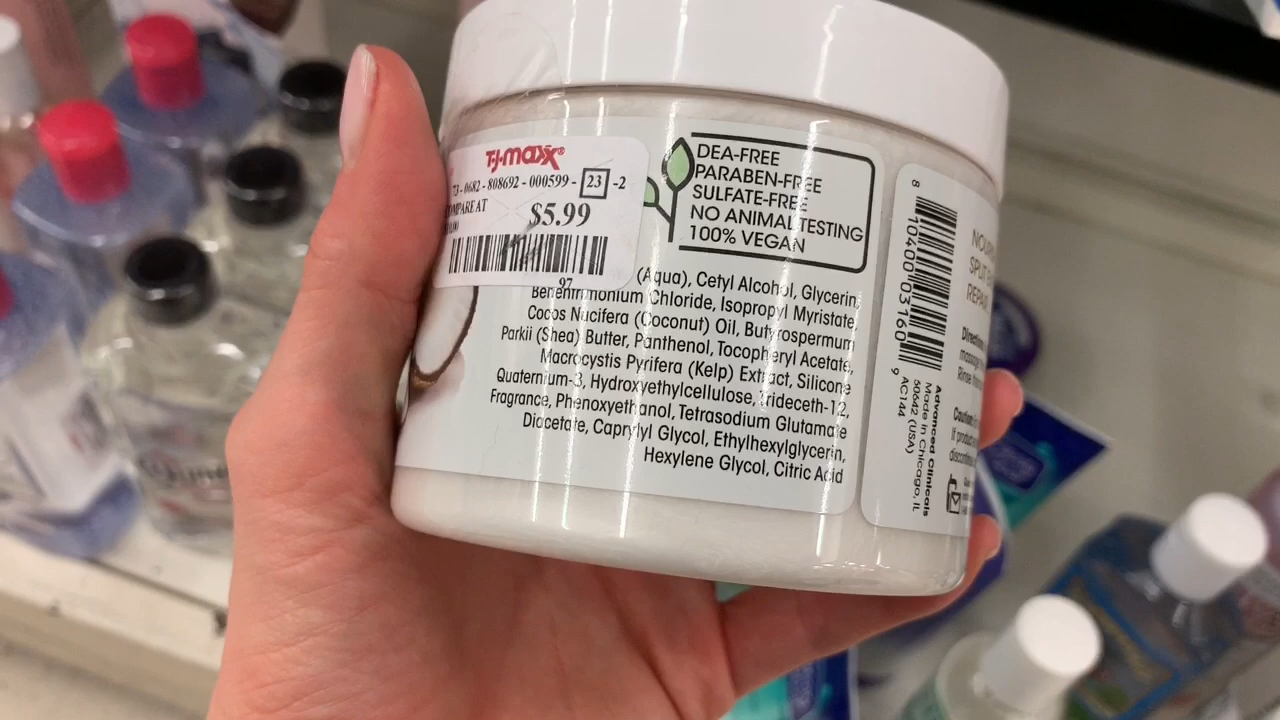 T·J·maxx®
73 - 0682 - 808692 - 000599 - 23 -2
COMPARE AT
$5.99
97
DEA-FREE
PARABEN-FREE
SULFATE-FREE
NO ANIMAL TESTING
100% VEGAN
(Aqua), Cetyl Alcohol, Glycerin,
Behentrimonium Chloride, Isopropyl Myristate,
Cocos Nucifera (Coconut) Oil, Butyrospermum
Parkii (Shea) Butter, Panthenol, Tocopheryl Acetate,
Macrocystis Pyrifera (Kelp) Extract, Silicone
Quaternium-3, Hydroxyethylcellulose, Trideceth-12,
Fragrance, Phenoxyethanol, Tetrasodium Glutamate
Diacetate, Caprylyl Glycol, Ethylhexylglycerin,
Hexylene Glycol, Citric Acid
8 10400 03160 9
Advanced Clinicals
Made in Chicago, IL
60642 (USA)
AC144
SPLIT
REPAIR
Rinse